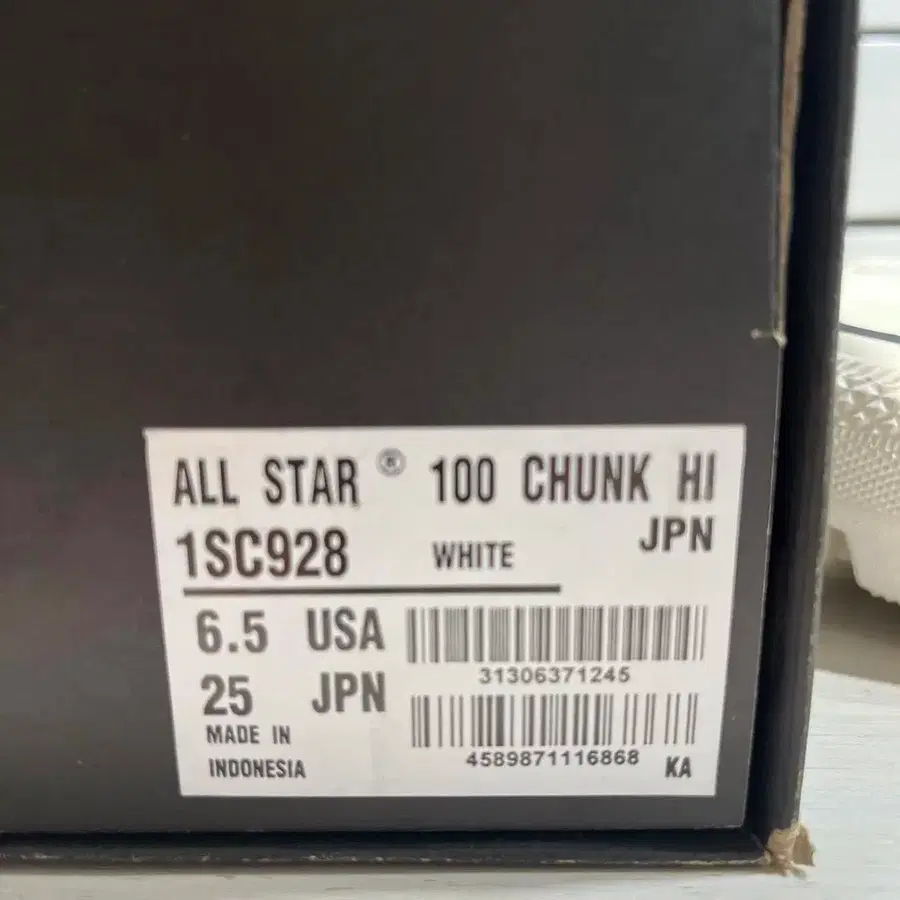 ALL STAR ® 100 CHUNK HI
JPN
1SC928 WHITE
6.5 USA
31306371245
25 JPN
MADE IN
INDONESIA
4589871116868 KA